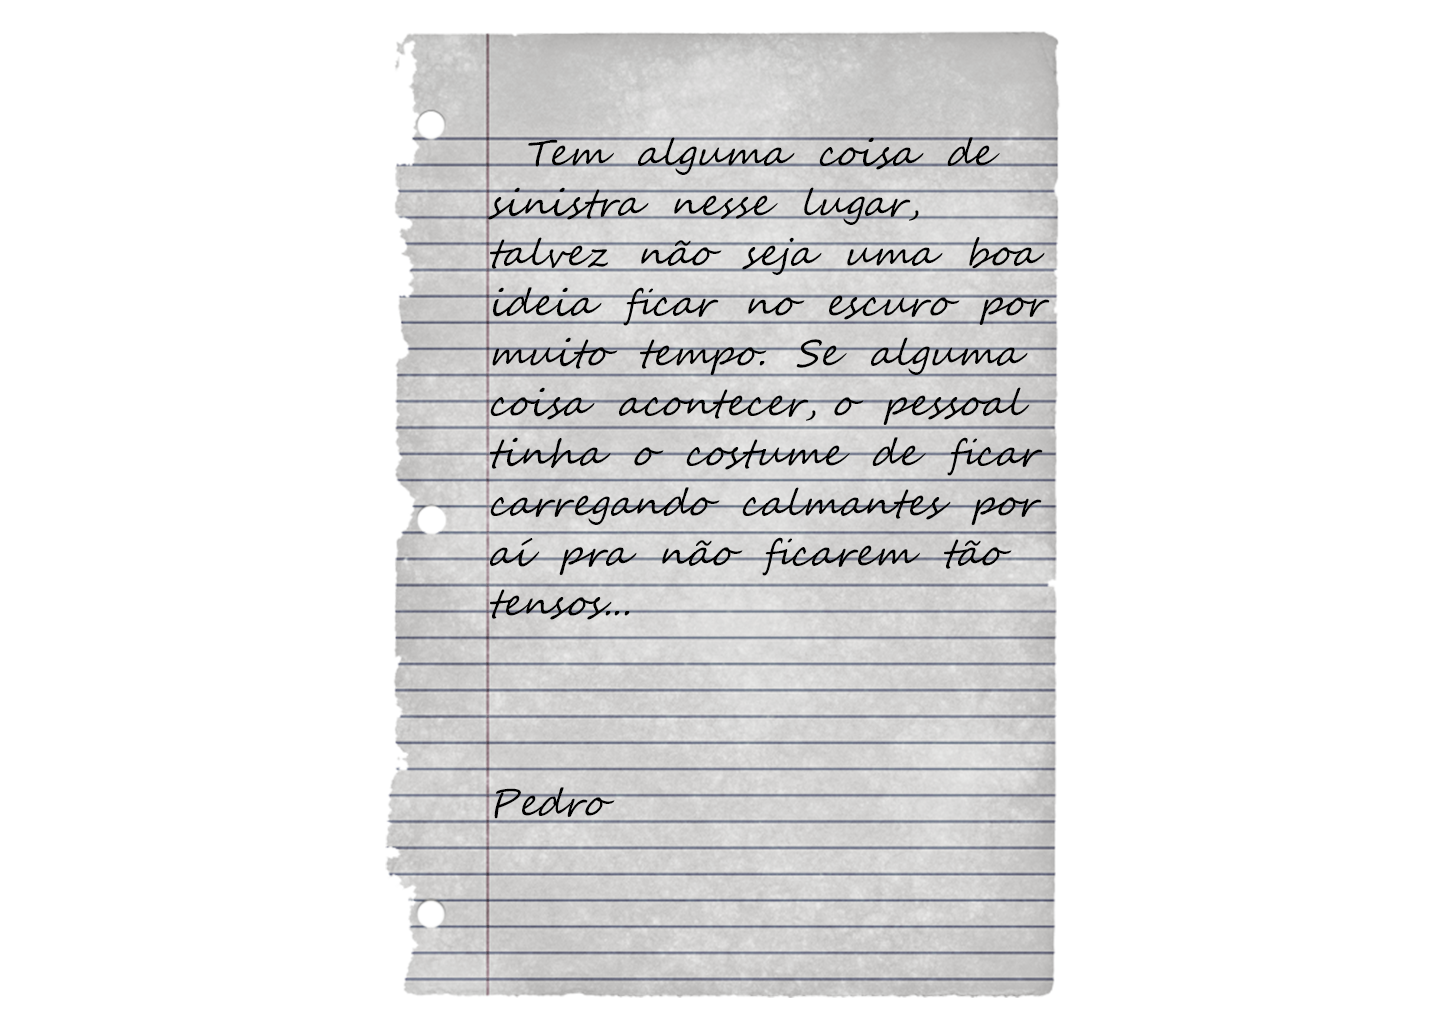 Tem alguma coisa de
sinistra nesse lugar,
talvez não seja uma boa
ideia ficar no escuro por
muito tempo. Se alguma
coisa acontecer, o pessoal
tinha o costume de ficar
carregando calmantes por
aí pra não ficarem tão
tensos...
Pedro